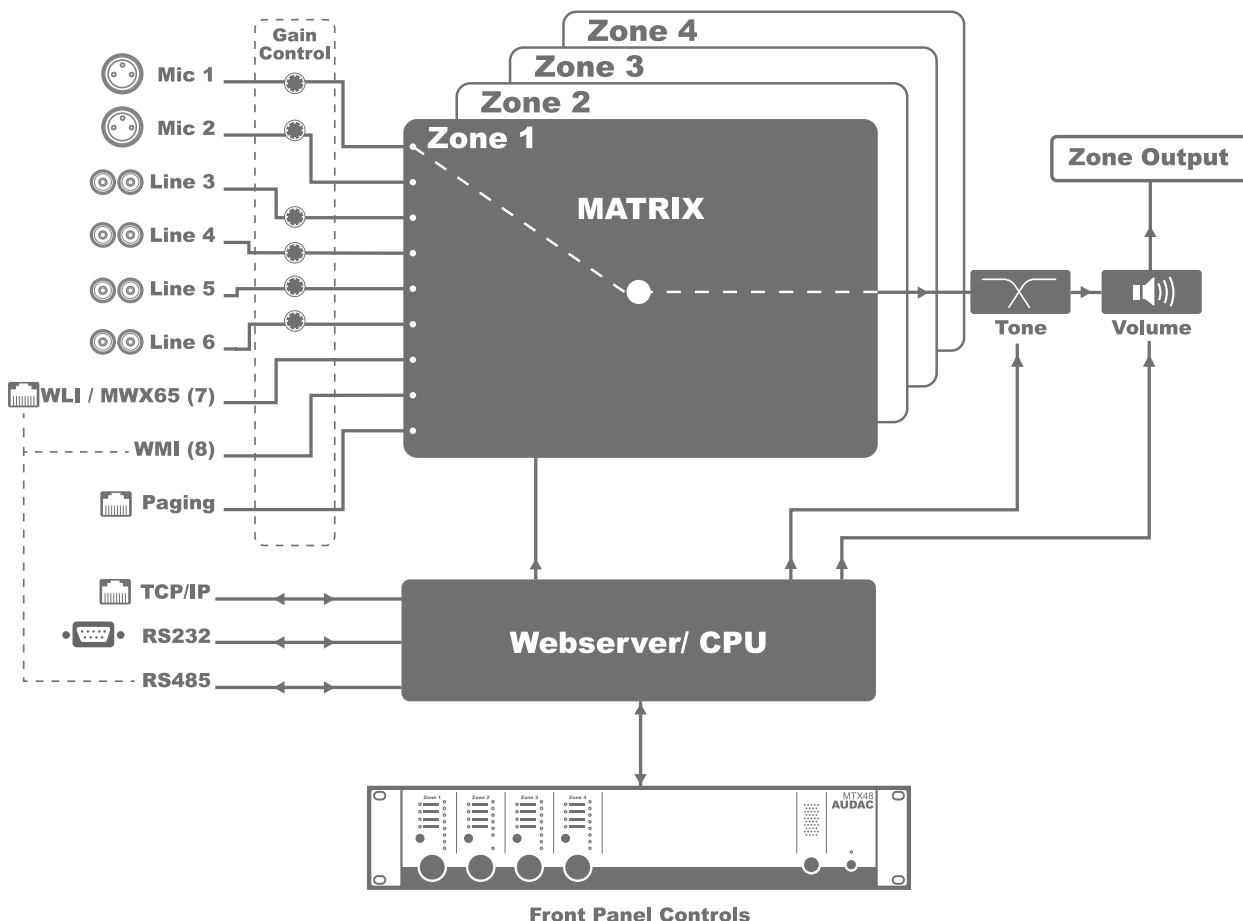 Gain
Control
Zone 4
Zone 3
Zone 2
Zone 1
MATRIX
Mic 1
Mic 2
Line 3
Line 4
Line 5
Line 6
WLI / MWX65 (7)
WMI (8)
Paging
Zone Output
Tone
Volume
TCP/IP
RS232
RS485
Webserver/ CPU
Zone 1
Zone 2
Zone 3
Zone 4
MTX48
AUDAC
Front Panel Controls